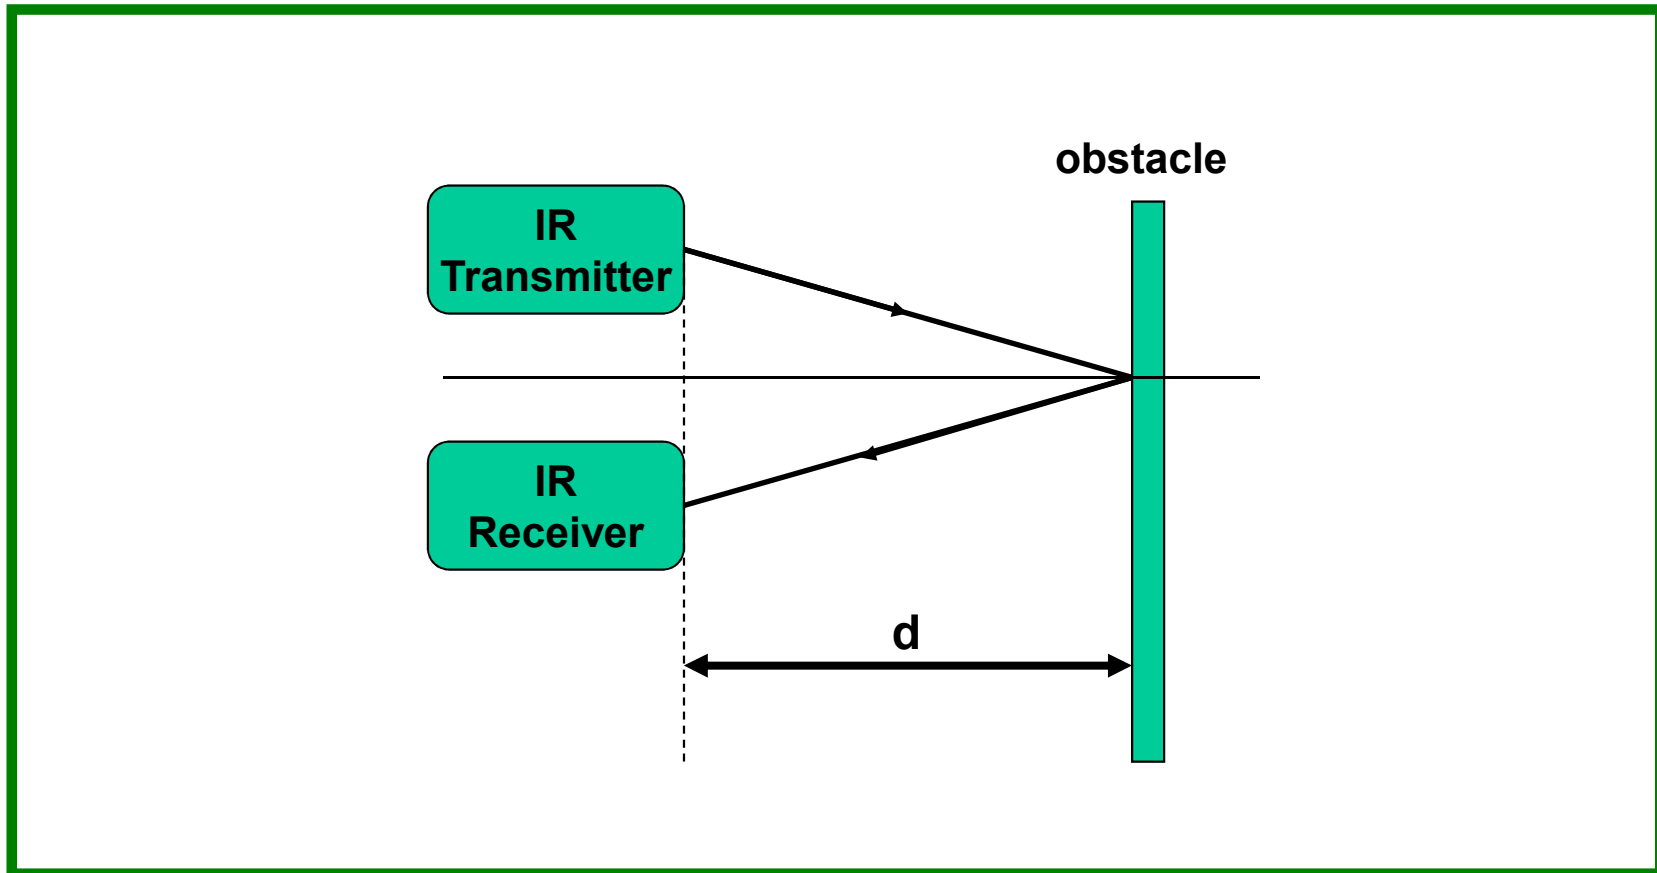 obstacle
IR
Transmitter
IR
Receiver
d